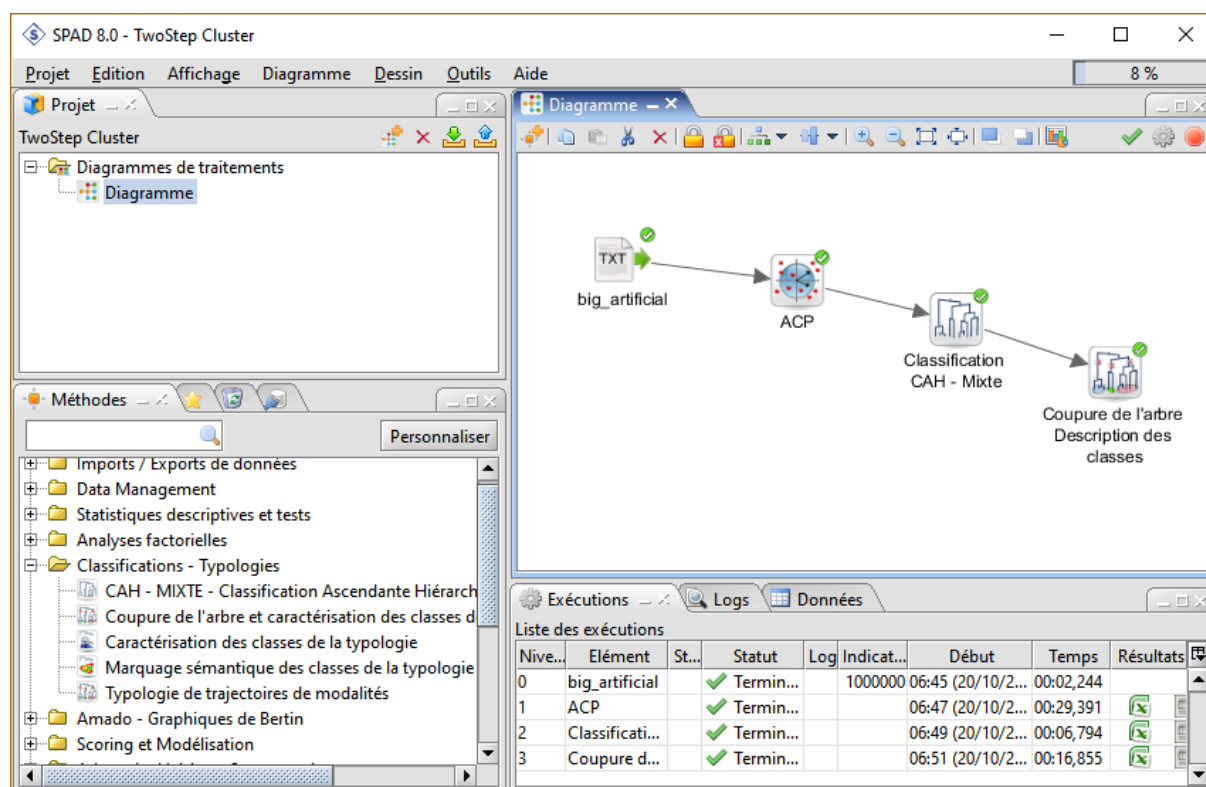 SPAD 8.0 - TwoStep Cluster
Projet Edition Affichage Diagramme Dessin Outils Aide
8 %
Projet
TwoStep Cluster
Diagrammes de traitements
Diagramme
Méthodes
Personnaliser
Imports / Exports de données
Data Management
Statistiques descriptives et tests
Analyses factorielles
Classifications - Typologies
CAH - MIXTE - Classification Ascendante Hiérarch
Coupure de l'arbre et caractérisation des classes d
Caractérisation des classes de la typologie
Marquage sémantique des classes de la typologie
Typologie de trajectoires de modalités
Amado - Graphiques de Bertin
Scoring et Modélisation
Diagramme
TXT
big_artificial
ACP
Classification
CAH - Mixte
Coupure de l'arbre
Description des
classes
Exécutions Logs Données
Liste des exécutions
Nive... Elément St... Statut Log Indicat... Début Temps Résultats
0 big_artificial Termin... 1000000 06:45 (20/10/2... 00:02,244
1 ACP Termin... 06:47 (20/10/2... 00:29,391
2 Classificati... Termin... 06:49 (20/10/2... 00:06,794
3 Coupure d... Termin... 06:51 (20/10/2... 00:16,855